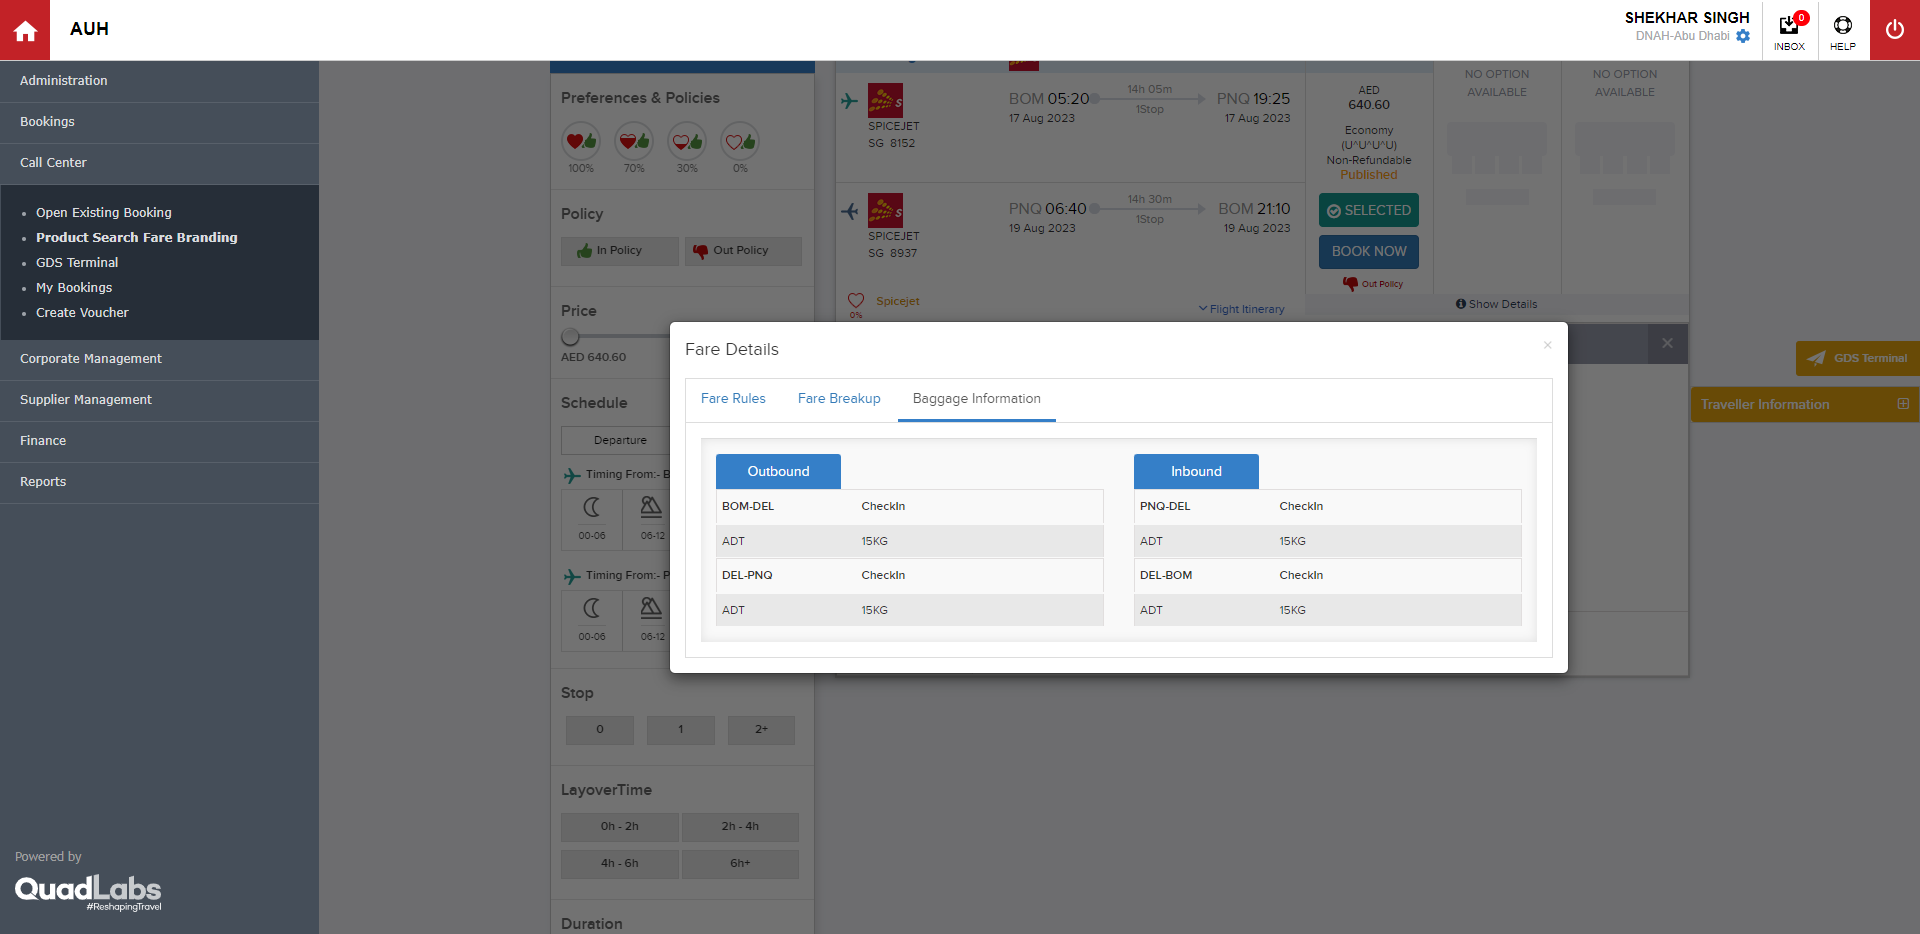 AUH
SHEKHAR SINGH
DNAH-Abu Dhabi
0
INBOX
HELP
Administration
Bookings
Call Center
Open Existing Booking
Product Search Fare Branding
GDS Terminal
My Bookings
Create Voucher
Corporate Management
Supplier Management
Finance
Reports
Powered by
QuadLabs
#ReshapingTravel
Preferences & Policies
100%
70%
30%
0%
Policy
In Policy
Out Policy
Price
AED 640.60
Schedule
Departure
Timing From:- B
00-06
06-12
Timing From:- P
00-06
06-12
Stop
0
1
2+
LayoverTime
0h - 2h
2h - 4h
4h - 6h
6h+
Duration
SPICEJET
SG 8152
BOM 05:20
17 Aug 2023
14h 05m
1Stop
PNQ 19:25
17 Aug 2023
SPICEJET
SG 8937
PNQ 06:40
19 Aug 2023
14h 30m
1Stop
BOM 21:10
19 Aug 2023
0%
Spicejet
Flight Itinerary
AED
640.60
Economy
(U^U^U^U)
Non-Refundable
Published
SELECTED
BOOK NOW
Out Policy
NO OPTION
AVAILABLE
NO OPTION
AVAILABLE
Show Details
GDS Terminal
Traveller Information
Fare Details
Fare Rules
Fare Breakup
Baggage Information
Outbound
BOM-DEL CheckIn
ADT 15KG
DEL-PNQ CheckIn
ADT 15KG
Inbound
PNQ-DEL CheckIn
ADT 15KG
DEL-BOM CheckIn
ADT 15KG